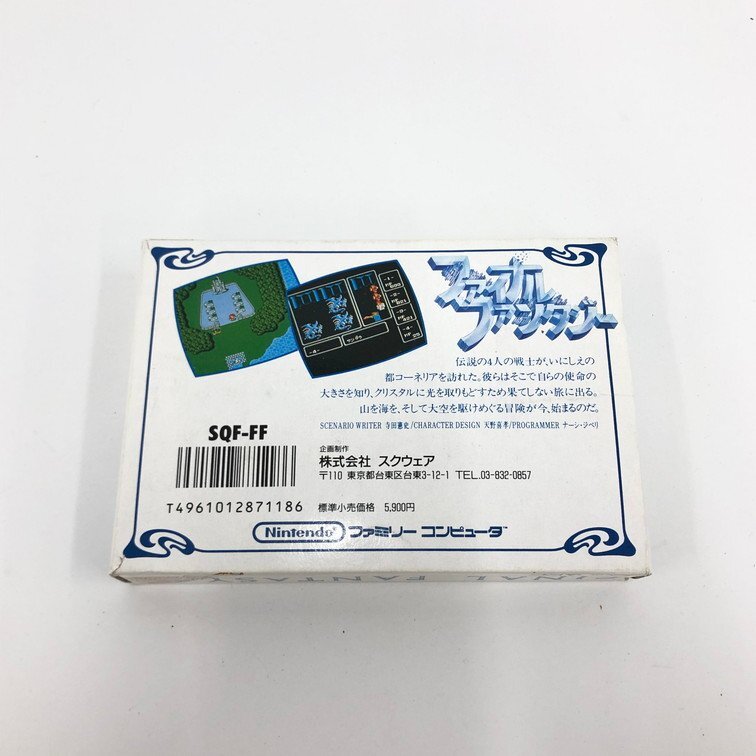 ファイナル
ファンタジー
伝説の4人の戦士が、いにしえの
都コーネリアを訪れた。彼らはそこで自らの使命の
大きさを知り、クリスタルに光を取りもどすため果てしない旅に出る。
山を海を、そして大空を駆けめぐる冒険が今、始まるのだ。
SCENARIO WRITER 寺田憲史/CHARACTER DESIGN 天野喜孝/PROGRAMMER ナーシ・ジベリ
SQF-FF
企画制作
株式会社 スクウェア
〒110 東京都台東区台東3-12-1 TEL.03-832-0857
T4961012871186
標準小売価格 5,900円
Nintendo ファミリー コンピュータ™
FINAL FANTASY